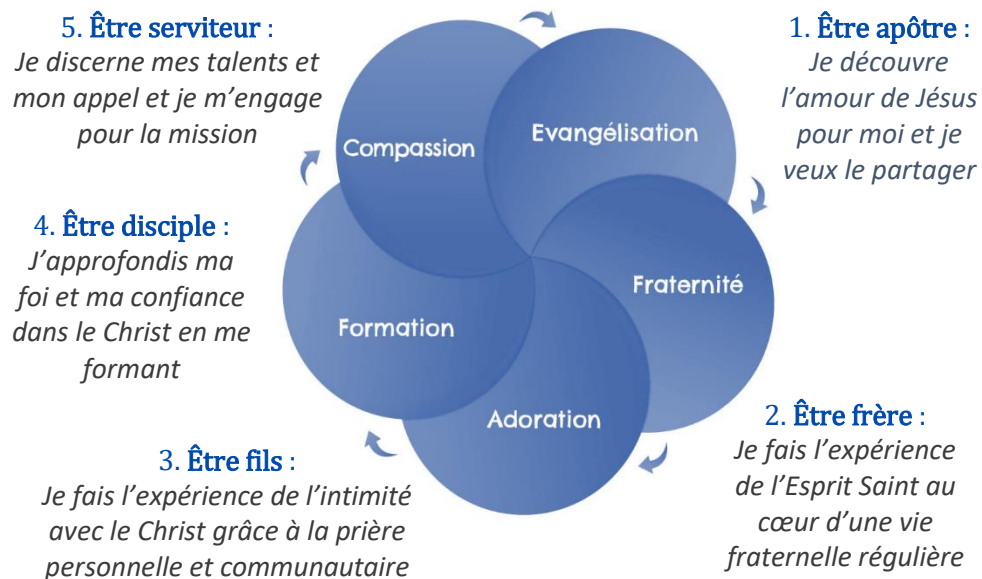 1. Être apôtre :
Je découvre
l’amour de Jésus
pour moi et je
veux le partager
2. Être frère :
Je fais l’expérience
de l’Esprit Saint au
cœur d’une vie
fraternelle régulière
3. Être fils :
Je fais l’expérience de l’intimité
avec le Christ grâce à la prière
personnelle et communautaire
4. Être disciple :
J’approfondis ma
foi et ma confiance
dans le Christ en me
formant
5. Être serviteur :
Je discerne mes talents et
mon appel et je m’engage
pour la mission
Evangélisation
Fraternité
Adoration
Formation
Compassion